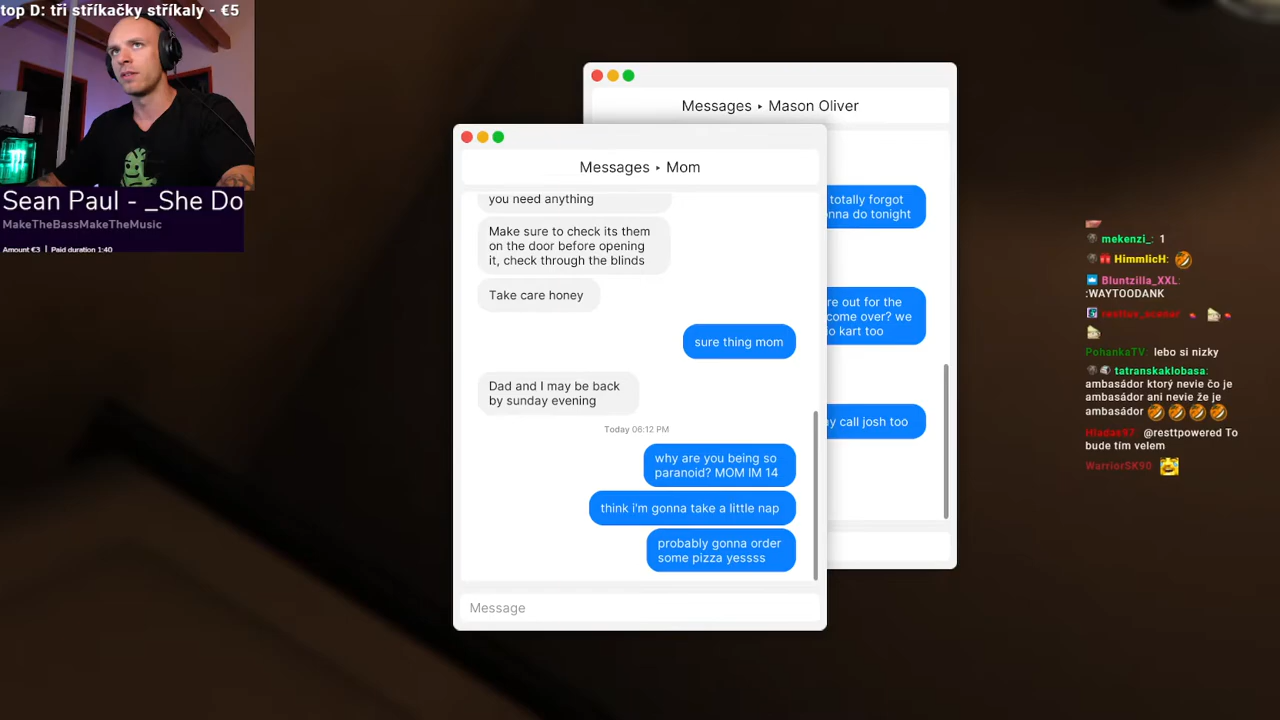 top D: tři stříkačky stříkaly - €5
Sean Paul - _She Do
MakeTheBassMakeTheMusic
Amount €3 | Paid duration 1:40
Messages ‣ Mason Oliver
totally forgot
nna do tonight
re out for the
come over? we
o kart too
y call josh too
Messages ‣ Mom
you need anything
Make sure to check its them
on the door before opening
it, check through the blinds
Take care honey
sure thing mom
Dad and I may be back
by sunday evening
Today 06:12 PM
why are you being so
paranoid? MOM IM 14
think i'm gonna take a little nap
probably gonna order
some pizza yessss
Message
mekenzi_: 1
HimmlicH:
Bluntzilla_XXL:
:WAYTOODANK
PohankaTV: lebo si nizky
tatranskaklobasa:
ambasádor ktorý nevie čo je
ambasádor ani nevie že je
ambasádor
Hladas97: @resttpowered To
bude tím velem
WarriorSK90